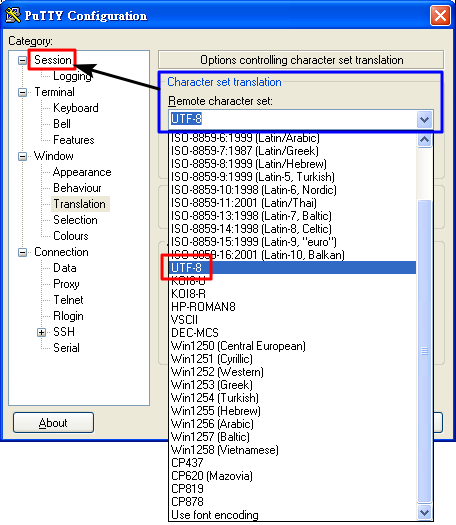 PuTTY Configuration
Category:
Session
Logging
Terminal
Keyboard
Bell
Features
Window
Appearance
Behaviour
Translation
Selection
Colours
Connection
Data
Proxy
Telnet
Rlogin
SSH
Serial
Options controlling character set translation
Character set translation
Remote character set:
UTF-8
ISO-8859-6:1999 (Latin/Arabic)
ISO-8859-7:1987 (Latin/Greek)
ISO-8859-8:1999 (Latin/Hebrew)
ISO-8859-9:1999 (Latin-5, Turkish)
ISO-8859-10:1998 (Latin-6, Nordic)
ISO-8859-11:2001 (Latin/Thai)
ISO-8859-13:1998 (Latin-7, Baltic)
ISO-8859-14:1998 (Latin-8, Celtic)
ISO-8859-15:1999 (Latin-9, "euro")
ISO-8859-16:2001 (Latin-10, Balkan)
UTF-8
KOI8-U
KOI8-R
HP-ROMAN8
VSCII
DEC-MCS
Win1250 (Central European)
Win1251 (Cyrillic)
Win1252 (Western)
Win1253 (Greek)
Win1254 (Turkish)
Win1255 (Hebrew)
Win1256 (Arabic)
Win1257 (Baltic)
Win1258 (Vietnamese)
CP437
CP620 (Mazovia)
CP819
CP878
Use font encoding
About